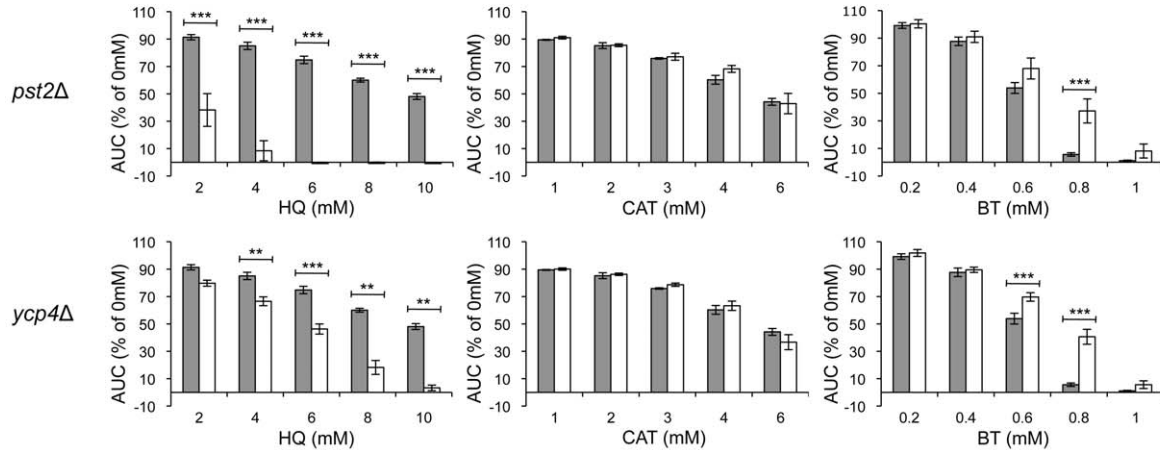 pst2Δ
AUC (% of 0mM)
110
90
70
50
30
10
-10
***
***
***
***
***
2 4 6 8 10
HQ (mM)
AUC (% of 0mM)
110
90
70
50
30
10
-10
1 2 3 4 6
CAT (mM)
AUC (% of 0mM)
110
90
70
50
30
10
-10
***
0.2 0.4 0.6 0.8 1
BT (mM)
ycp4Δ
AUC (% of 0mM)
110
90
70
50
30
10
-10
**
***
**
**
2 4 6 8 10
HQ (mM)
AUC (% of 0mM)
110
90
70
50
30
10
-10
1 2 3 4 6
CAT (mM)
AUC (% of 0mM)
110
90
70
50
30
10
-10
***
***
0.2 0.4 0.6 0.8 1
BT (mM)